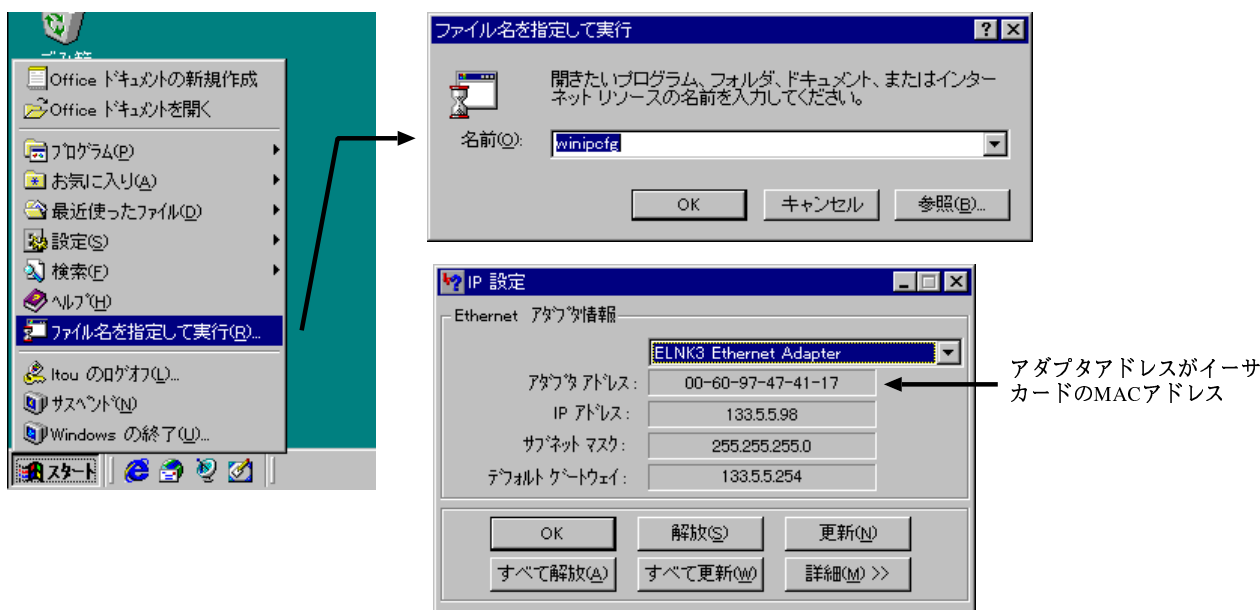 ごみ箱
Office ドキュメントの新規作成
Office ドキュメントを開く
プログラム(P)
お気に入り(A)
最近使ったファイル(D)
設定(S)
検索(F)
ヘルプ(H)
ファイル名を指定して実行(R)...
Itou のログオフ(L)...
サスペンド(N)
Windows の終了(U)...
スタート
ファイル名を指定して実行
開きたいプログラム、フォルダ、ドキュメント、またはインター
ネット リソースの名前を入力してください。
名前(O):
winipcfg
OK
キャンセル
参照(B)...
IP 設定
Ethernet アダプタ情報
ELNK3 Ethernet Adapter
アダプタ アドレス:
00-60-97-47-41-17
IP アドレス:
133.5.5.98
サブネット マスク:
255.255.255.0
デフォルト ゲートウェイ:
133.5.5.254
OK
解放(S)
更新(N)
すべて解放(A)
すべて更新(W)
詳細(M) >>
アダプタアドレスがイーサ
カードのMACアドレス